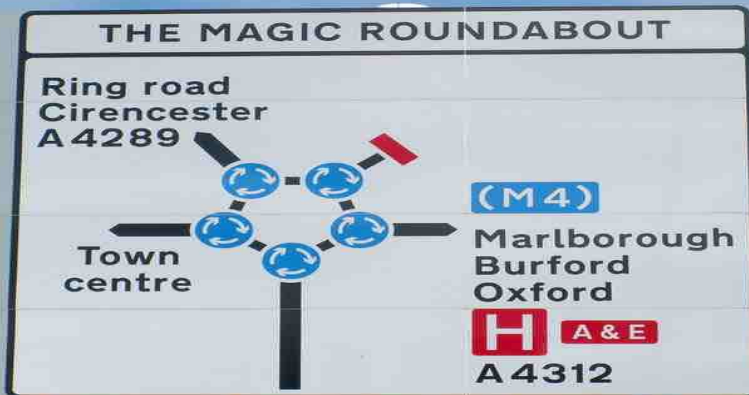 THE MAGIC ROUNDABOUT
Ring road
Cirencester
A4289
Town
centre
(M4)
Marlborough
Burford
Oxford
H A & E
A4312